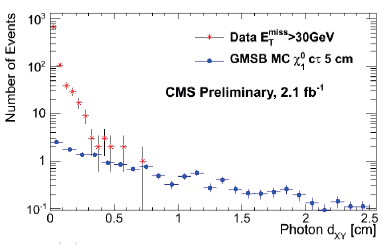 Number of Events
10³
10²
10
1
10⁻¹
Data E_T^miss>30GeV
GMSB MC χ₁⁰ cτ 5 cm
CMS Preliminary, 2.1 fb⁻¹
0 0.5 1 1.5 2 2.5
Photon d_XY [cm]